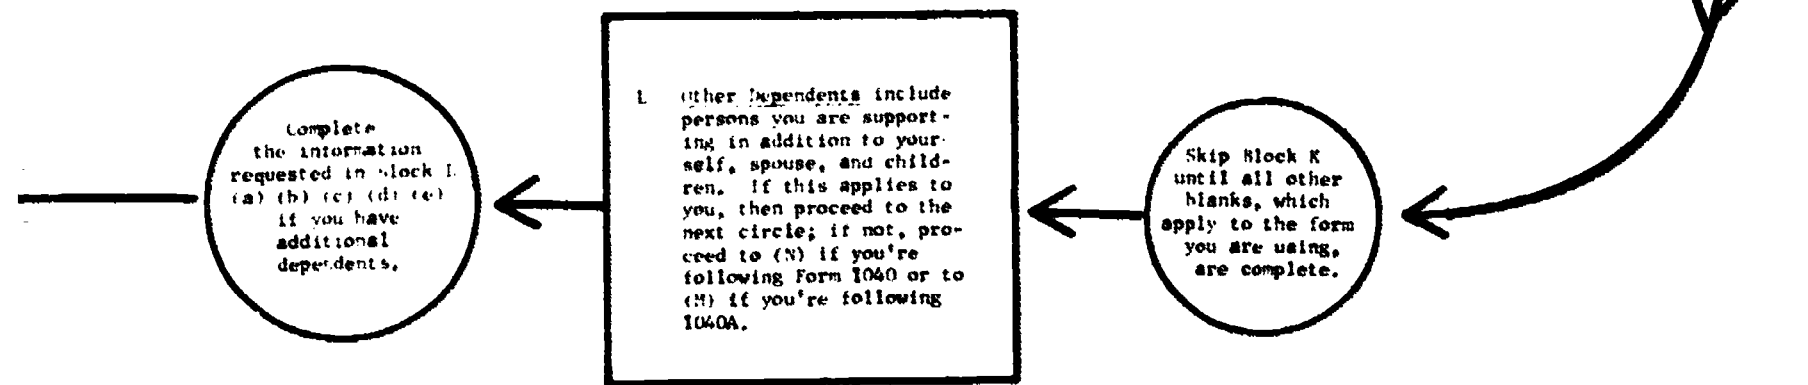 Complete
the information
requested in Block L
(a) (b) (c) (d) (e)
if you have
additional
dependents.
L Other Dependents include
persons you are support-
ing in addition to your-
self, spouse, and child-
ren. If this applies to
you, then proceed to the
next circle; if not, pro-
ceed to (N) if you're
following Form 1040 or to
(M) if you're following
1040A.
Skip Block K
until all other
blanks, which
apply to the form
you are using,
are complete.